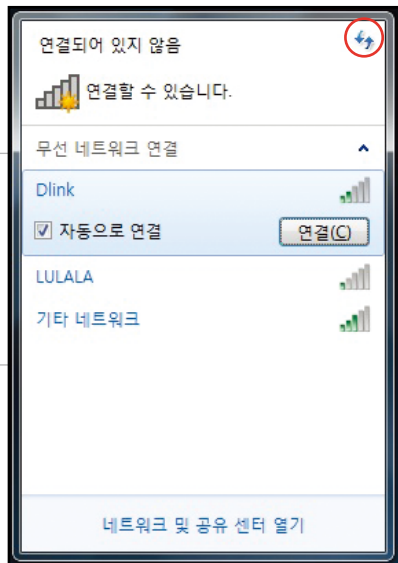 연결되어 있지 않음
연결할 수 있습니다.
무선 네트워크 연결
Dlink
자동으로 연결
연결(C)
LULALA
기타 네트워크
네트워크 및 공유 센터 열기